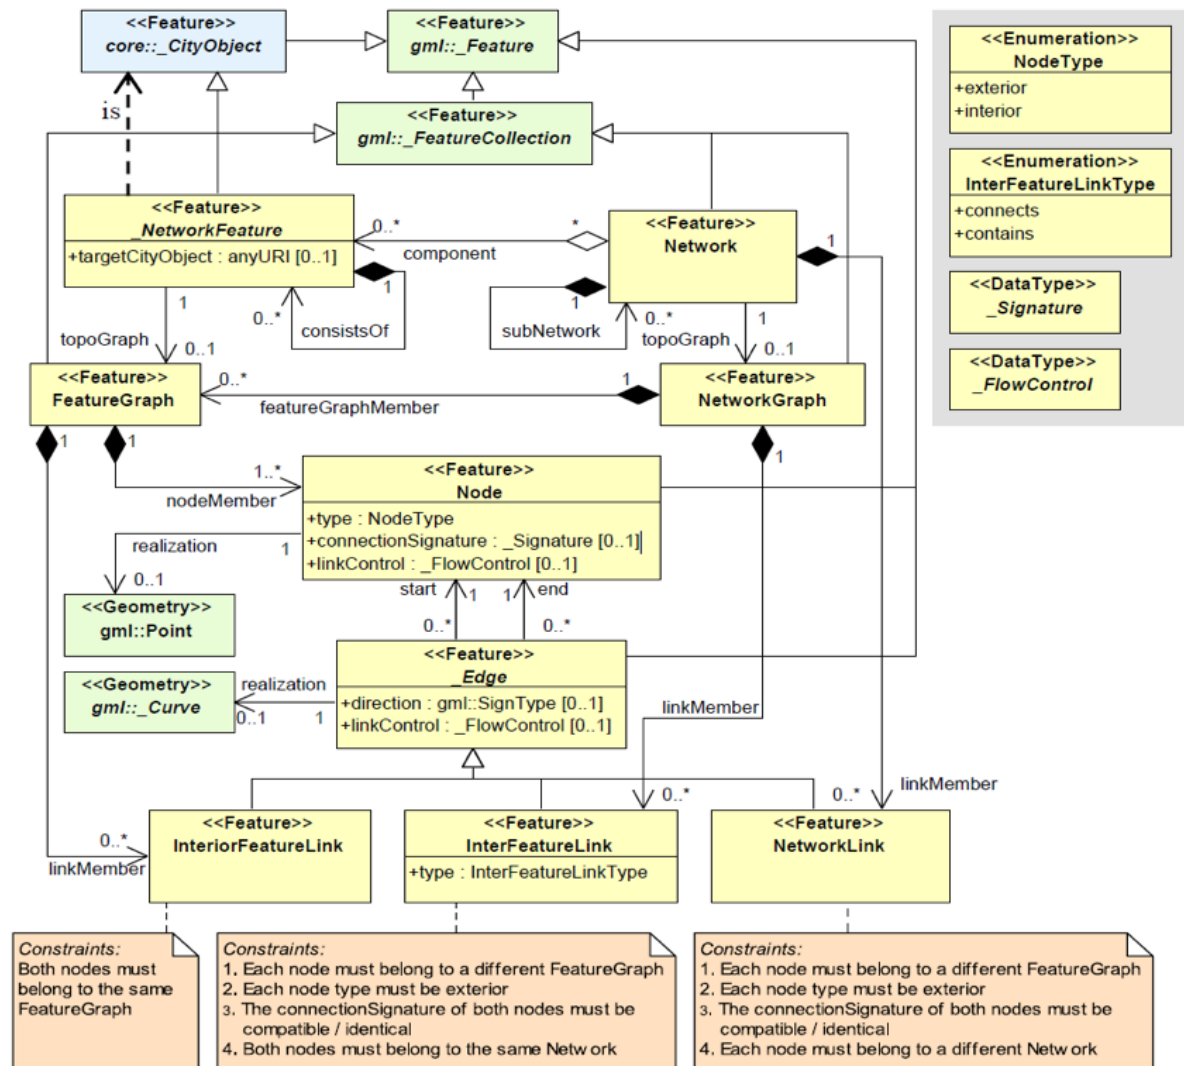 <<Feature>>
core::_CityObject
<<Feature>>
gml::_Feature
<<Enumeration>>
NodeType
+exterior
+interior
is
<<Feature>>
gml::_FeatureCollection
<<Enumeration>>
InterFeatureLinkType
+connects
+contains
<<Feature>>
_NetworkFeature
+targetCityObject : anyURI [0..1]
0..*
*
component
<<Feature>>
Network
1
<<DataType>>
_Signature
1
1
0..*
consistsOf
1
subNetwork
0..*
1
topoGraph
0..1
topoGraph
0..1
<<DataType>>
_FlowControl
<<Feature>>
FeatureGraph
0..*
1
featureGraphMember
<<Feature>>
NetworkGraph
1
1
1
1..*
nodeMember
<<Feature>>
Node
+type : NodeType
+connectionSignature : _Signature [0..1]
+linkControl : _FlowControl [0..1]
realization
1
0..1
<<Geometry>>
gml::Point
start
1
1
end
0..*
0..*
<<Feature>>
_Edge
+direction : gml::SignType [0..1]
+linkControl : _FlowControl [0..1]
<<Geometry>>
gml::_Curve
realization
0..1
1
linkMember
0..*
0..*
linkMember
<<Feature>>
InteriorFeatureLink
0..*
linkMember
<<Feature>>
InterFeatureLink
+type : InterFeatureLinkType
<<Feature>>
NetworkLink
Constraints:
Both nodes must
belong to the same
FeatureGraph
Constraints:
1. Each node must belong to a different FeatureGraph
2. Each node type must be exterior
3. The connectionSignature of both nodes must be
compatible / identical
4. Both nodes must belong to the same Network
Constraints:
1. Each node must belong to a different FeatureGraph
2. Each node type must be exterior
3. The connectionSignature of both nodes must be
compatible / identical
4. Each node must belong to a different Network